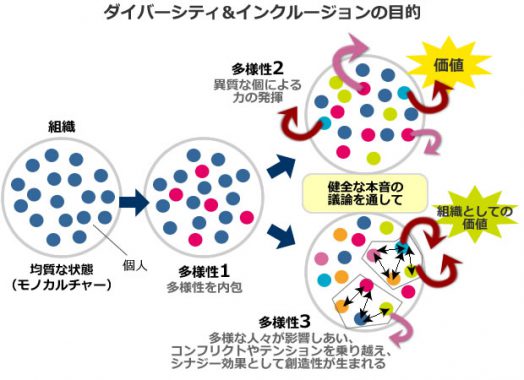 ダイバーシティ&インクルージョンの目的
組織
個人
均質な状態
（モノカルチャー）
多様性1
多様性を内包
多様性2
異質な個による
力の発揮
価値
健全な本音の
議論を通して
組織としての
価値
多様性3
多様な人々が影響しあい、
コンフリクトやテンションを乗り越え、
シナジー効果として創造性が生まれる